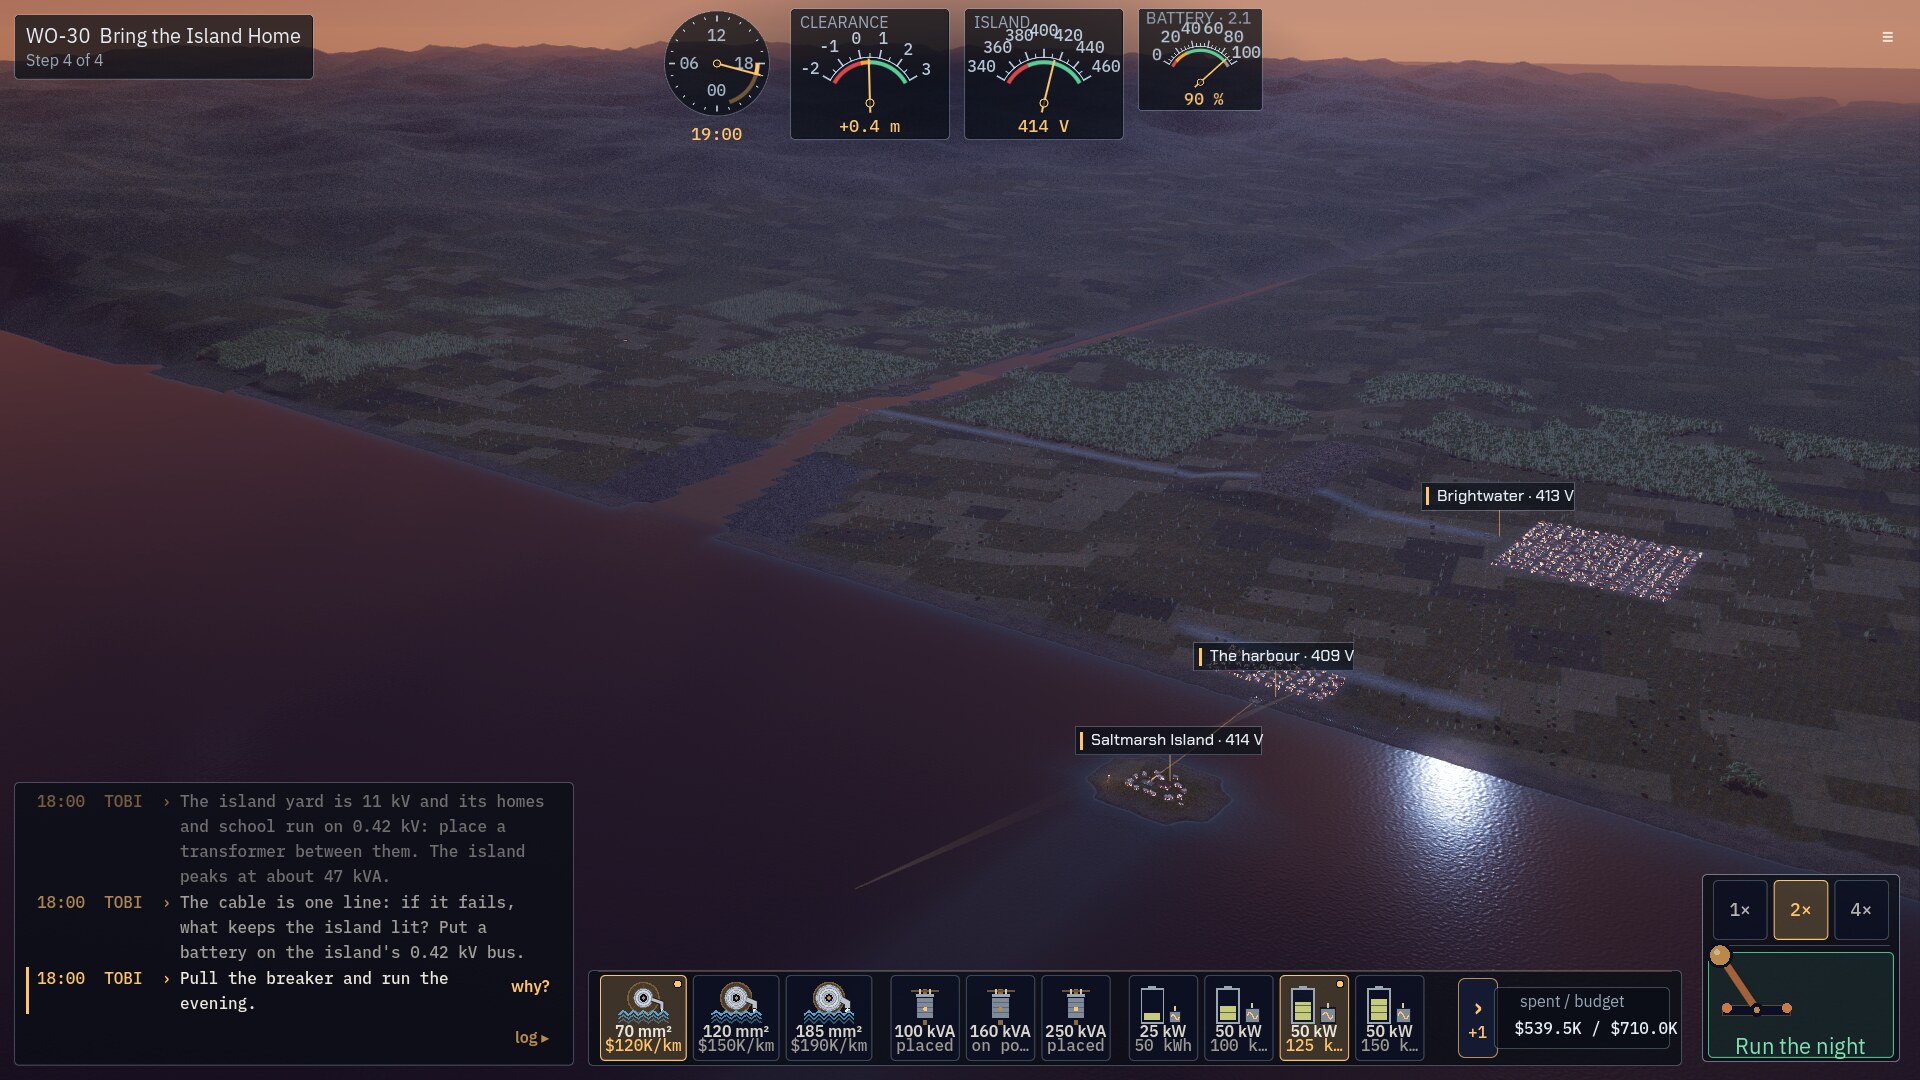 WO-30 Bring the Island Home
Step 4 of 4
12
06
18
00
19:00
CLEARANCE
-2 -1 0 1 2 3
+0.4 m
ISLAND
340 360 380 400 420 440 460
414 V
BATTERY · 2.1
0 20 40 60 80 100
90 %
Brightwater · 413 V
The harbour · 409 V
Saltmarsh Island · 414 V
18:00 TOBI › The island yard is 11 kV and its homes
and school run on 0.42 kV: place a
transformer between them. The island
peaks at about 47 kVA.
18:00 TOBI › The cable is one line: if it fails,
what keeps the island lit? Put a
battery on the island's 0.42 kV bus.
18:00 TOBI › Pull the breaker and run the
evening.
why?
log ▸
70 mm²
$120K/km
120 mm²
$150K/km
185 mm²
$190K/km
100 kVA
placed
160 kVA
on po…
250 kVA
placed
25 kW
50 kWh
50 kW
100 k…
50 kW
125 k…
50 kW
150 k…
›
+1
spent / budget
$539.5K / $710.0K
1×
2×
4×
Run the night